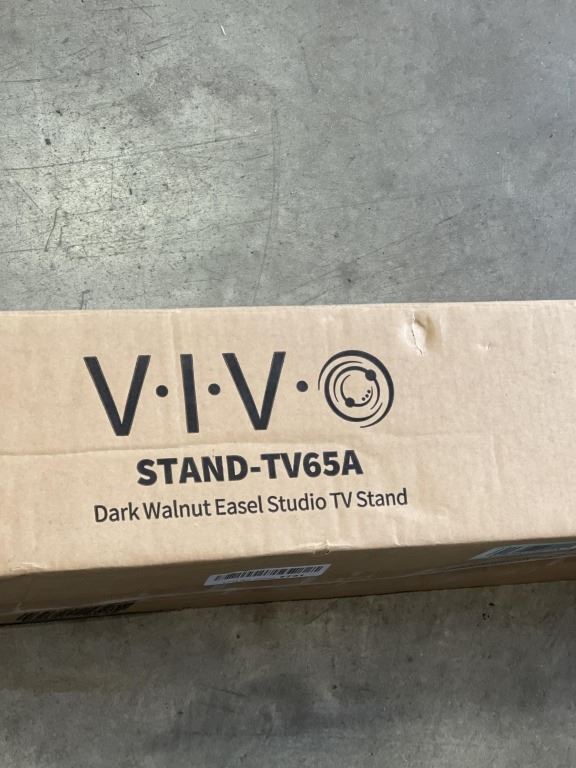 V·I·V·O
STAND-TV65A
Dark Walnut Easel Studio TV Stand